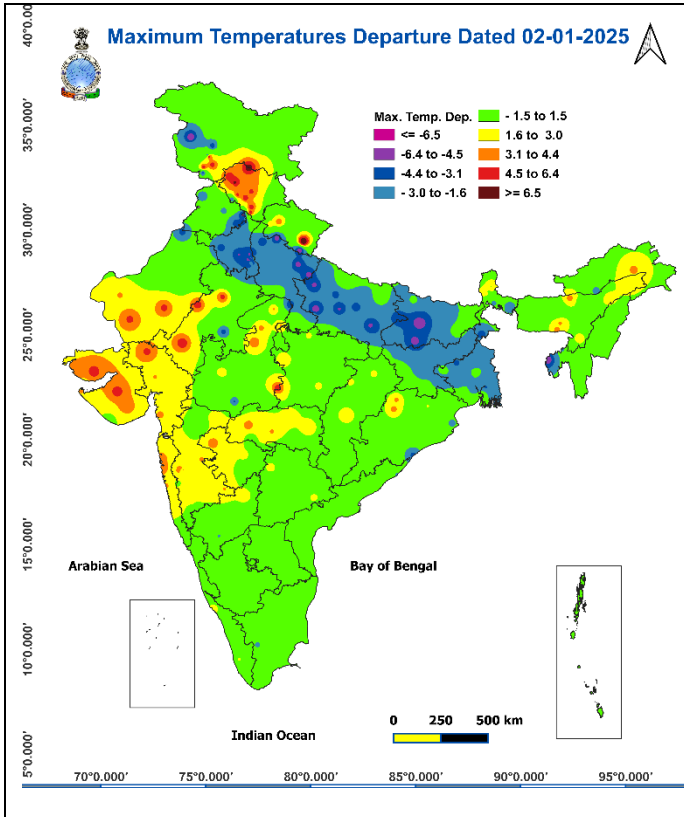 Maximum Temperatures Departure Dated 02-01-2025
Max. Temp. Dep.
<= -6.5
-6.4 to -4.5
-4.4 to -3.1
- 3.0 to -1.6
- 1.5 to 1.5
1.6 to 3.0
3.1 to 4.4
4.5 to 6.4
>= 6.5
40°0.000'
35°0.000'
30°0.000'
25°0.000'
20°0.000'
15°0.000'
10°0.000'
5°0.000'
Arabian Sea
Bay of Bengal
Indian Ocean
0 250 500 km
70°0.000' 75°0.000' 80°0.000' 85°0.000' 90°0.000' 95°0.000'